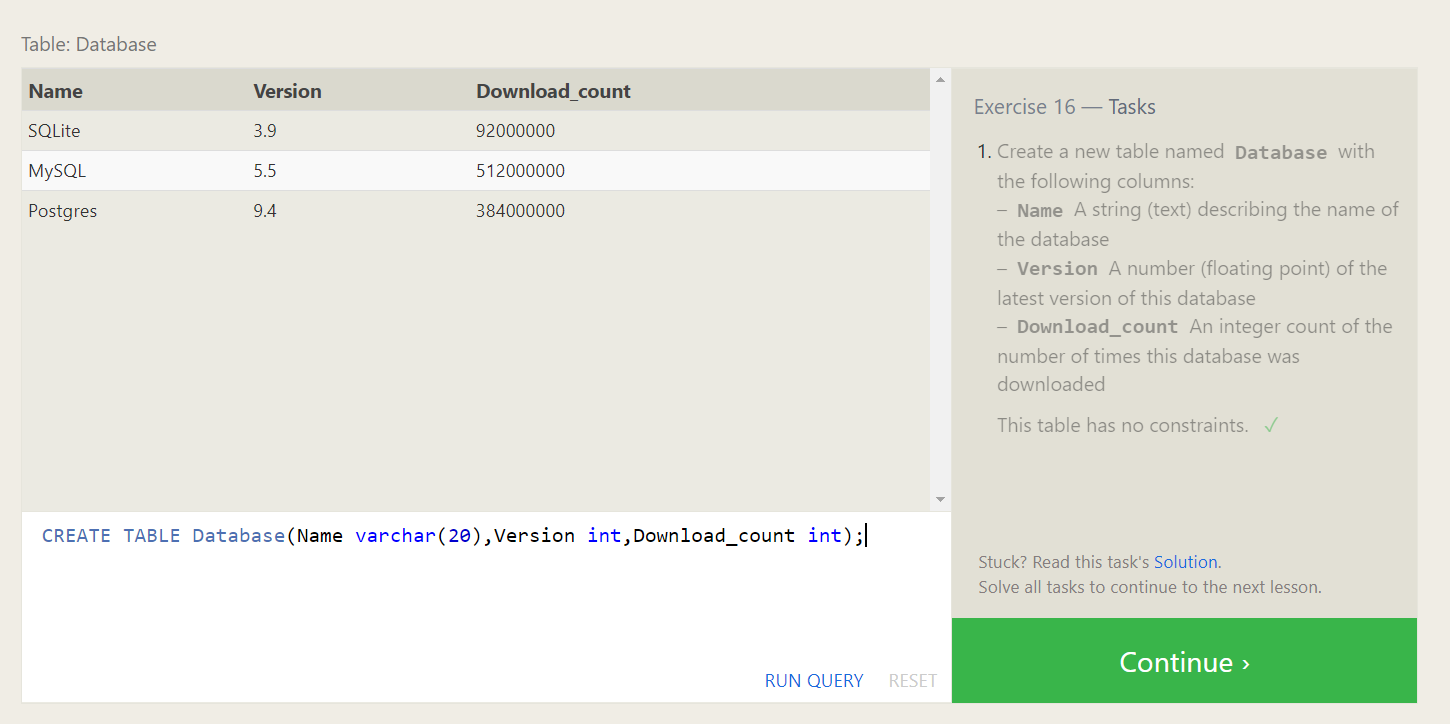 Table: Database
Name Version Download_count
SQLite 3.9 92000000
MySQL 5.5 512000000
Postgres 9.4 384000000
CREATE TABLE Database(Name varchar(20),Version int,Download_count int);
RUN QUERY RESET
Exercise 16 — Tasks
1. Create a new table named Database with
the following columns:
– Name A string (text) describing the name of
the database
– Version A number (floating point) of the
latest version of this database
– Download_count An integer count of the
number of times this database was
downloaded
This table has no constraints. ✓
Stuck? Read this task's Solution.
Solve all tasks to continue to the next lesson.
Continue ›